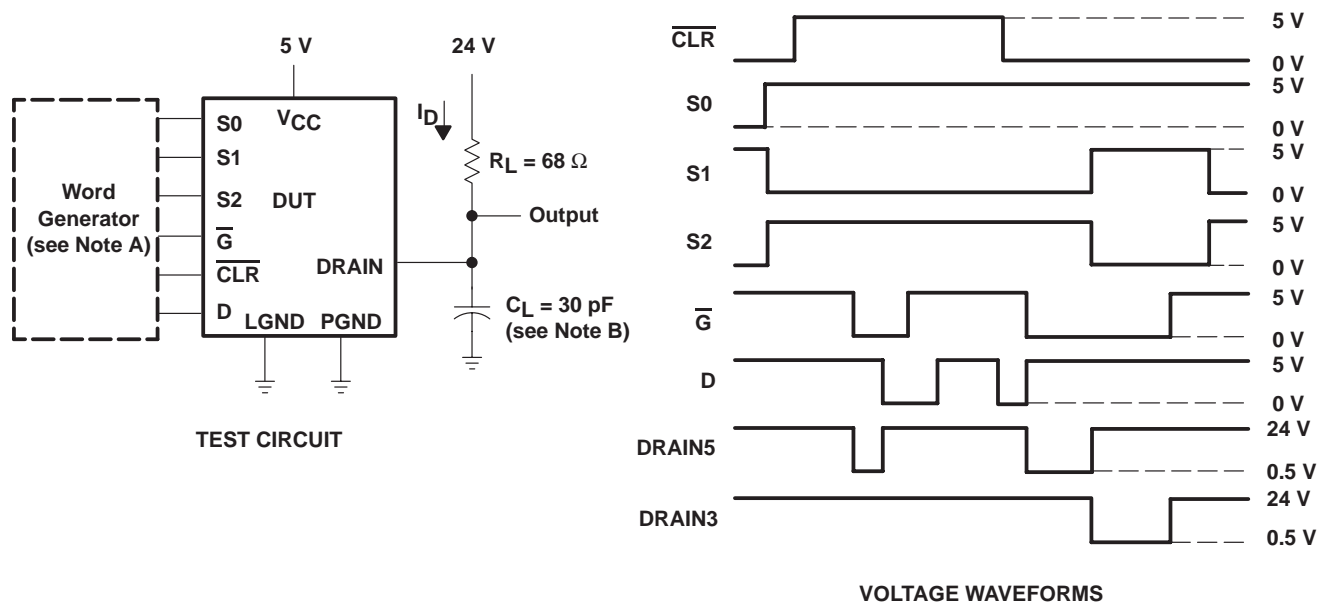 5 V
24 V
Word
Generator
(see Note A)
S0
S1
S2
G
CLR
D
VCC
DUT
DRAIN
LGND PGND
ID
RL = 68 Ω
Output
CL = 30 pF
(see Note B)
TEST CIRCUIT
CLR
5 V
0 V
S0
5 V
0 V
S1
5 V
0 V
S2
5 V
0 V
G
5 V
0 V
D
5 V
0 V
DRAIN5
24 V
0.5 V
DRAIN3
24 V
0.5 V
VOLTAGE WAVEFORMS